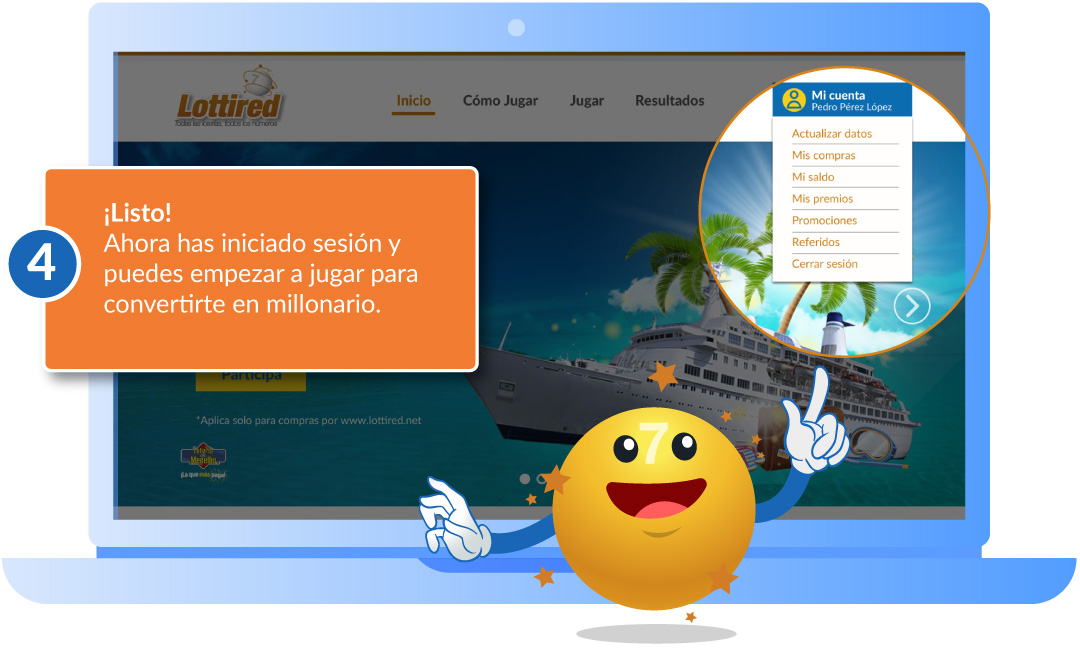 Lottired
Todas las loterías, todos los números
Inicio
Cómo Jugar
Jugar
Resultados
Mi cuenta
Pedro Pérez López
Actualizar datos
Mis compras
Mi saldo
Mis premios
Promociones
Referidos
Cerrar sesión
4
¡Listo!
Ahora has iniciado sesión y
puedes empezar a jugar para
convertirte en millonario.
Participa
*Aplica solo para compras por www.lottired.net
Medellín
¡La que más juega!
7